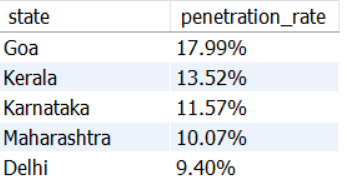 state penetration_rate
Goa 17.99%
Kerala 13.52%
Karnataka 11.57%
Maharashtra 10.07%
Delhi 9.40%